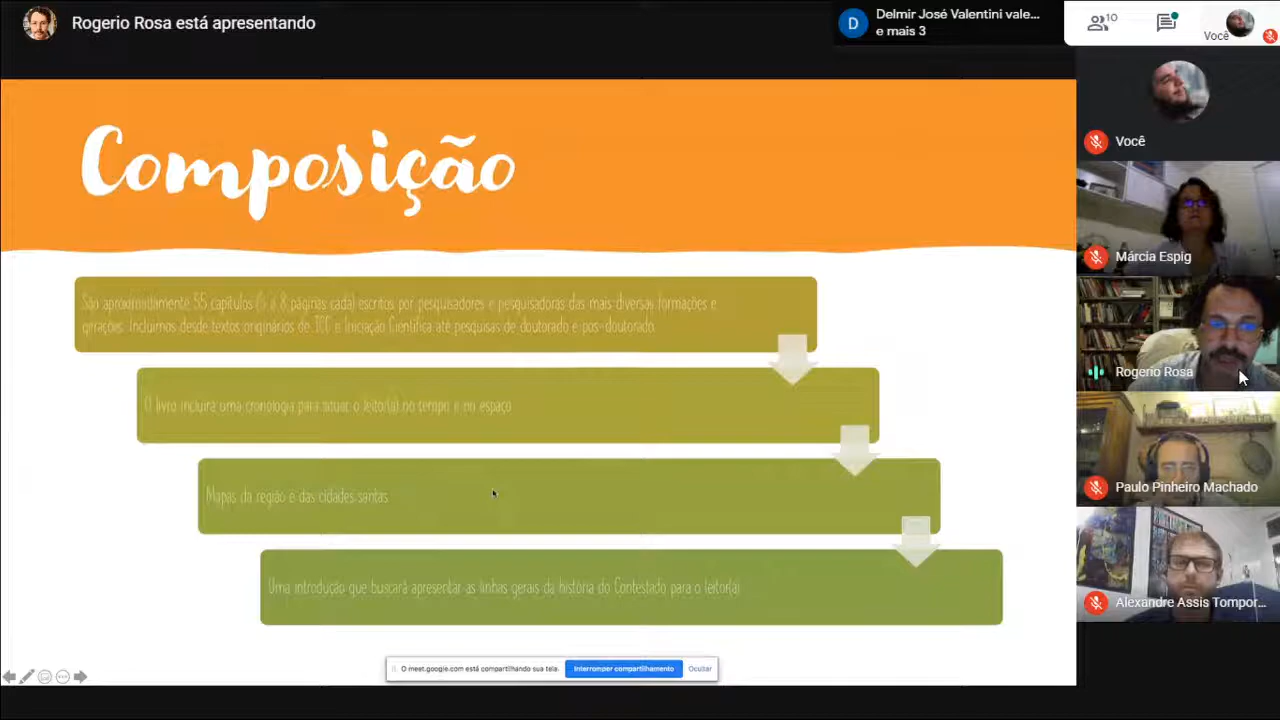 Rogerio Rosa está apresentando
D
Delmir José Valentini vale...
e mais 3
10
Você
Você
Composição
Márcia Espig
São aproximadamente 55 capítulos (5 a 8 páginas cada) escritos por pesquisadores e pesquisadoras das mais diversas formações e
gerações. Incluimos desde textos originários de TCC e Iniciação Científica até pesquisas de doutorado e pós-doutorado.
Rogerio Rosa
O livro incluirá uma cronologia para situar o leitor(a) no tempo e no espaço
Mapas da região e das cidades santas
Paulo Pinheiro Machado
Uma introdução que buscará apresentar as linhas gerais da história do Contestado para o leitor(a)
Alexandre Assis Tompor...
O meet.google.com está compartilhando sua tela.
Interromper compartilhamento
Ocultar